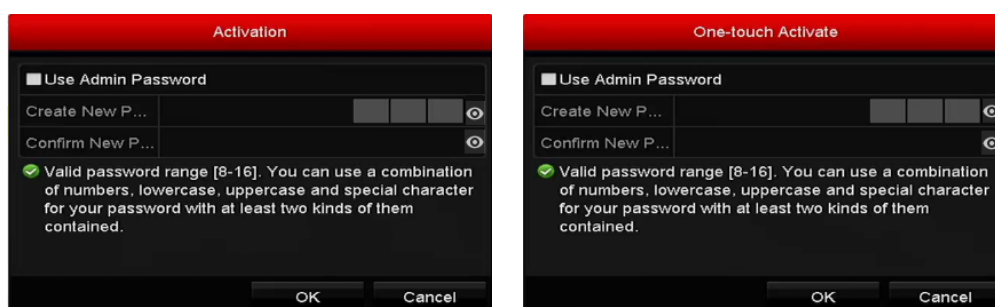 Activation
Use Admin Password
Create New P...
Confirm New P...
Valid password range [8-16]. You can use a combination
of numbers, lowercase, uppercase and special character
for your password with at least two kinds of them
contained.
OK Cancel
One-touch Activate
Use Admin Password
Create New P...
Confirm New P...
Valid password range [8-16]. You can use a combination
of numbers, lowercase, uppercase and special character
for your password with at least two kinds of them
contained.
OK Cancel